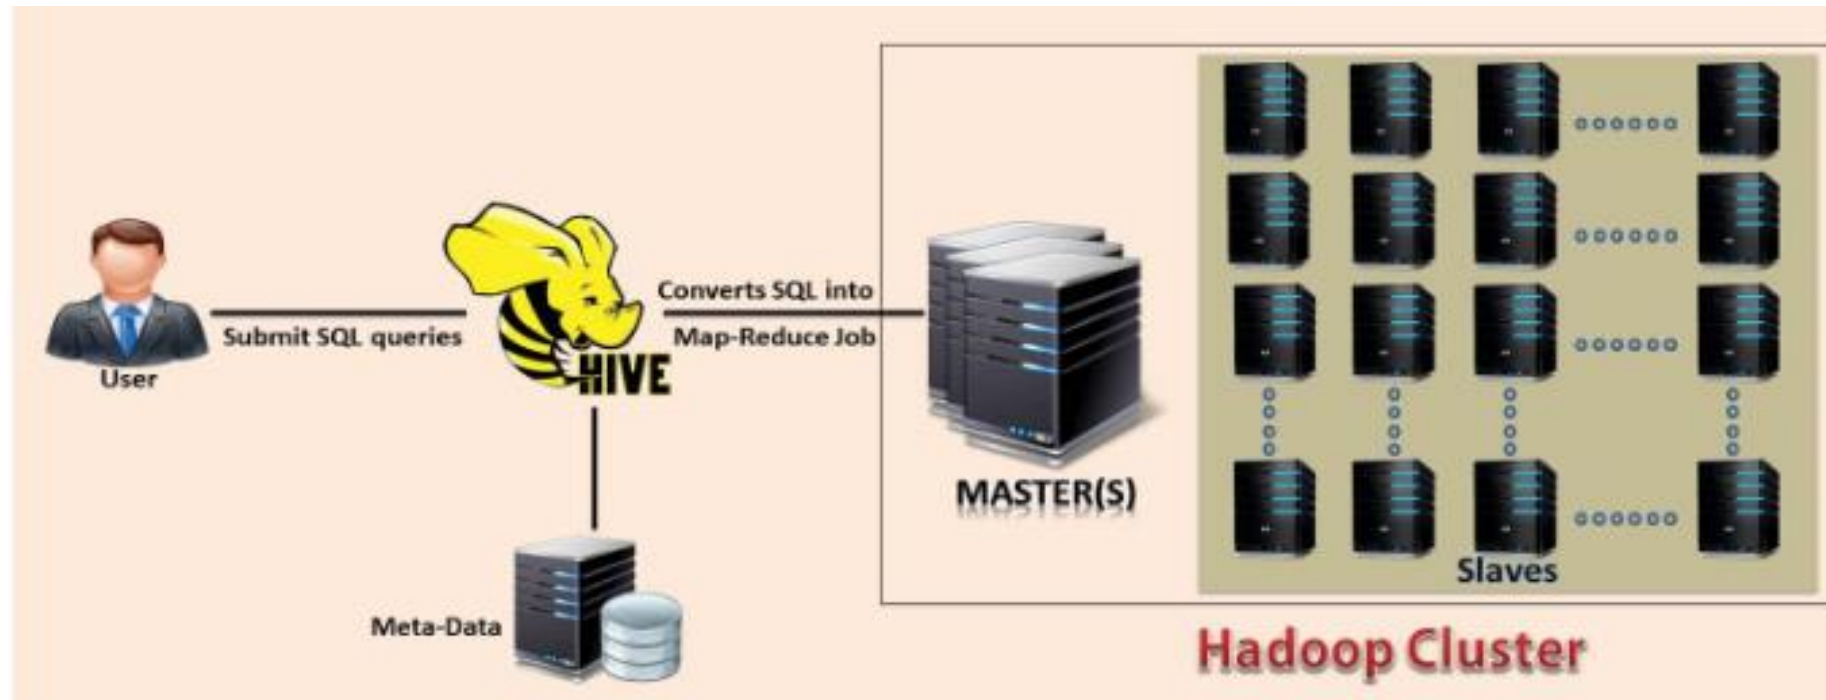 User
Submit SQL queries
HIVE
Converts SQL into
Map-Reduce Job
Meta-Data
MASTER(S)
Slaves
Hadoop Cluster